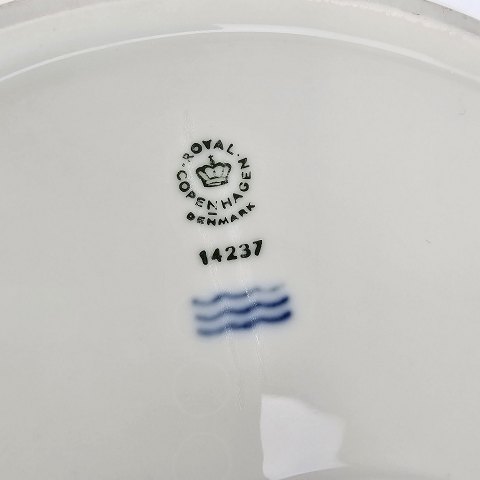 ROYAL
COPENHAGEN
DENMARK
14237